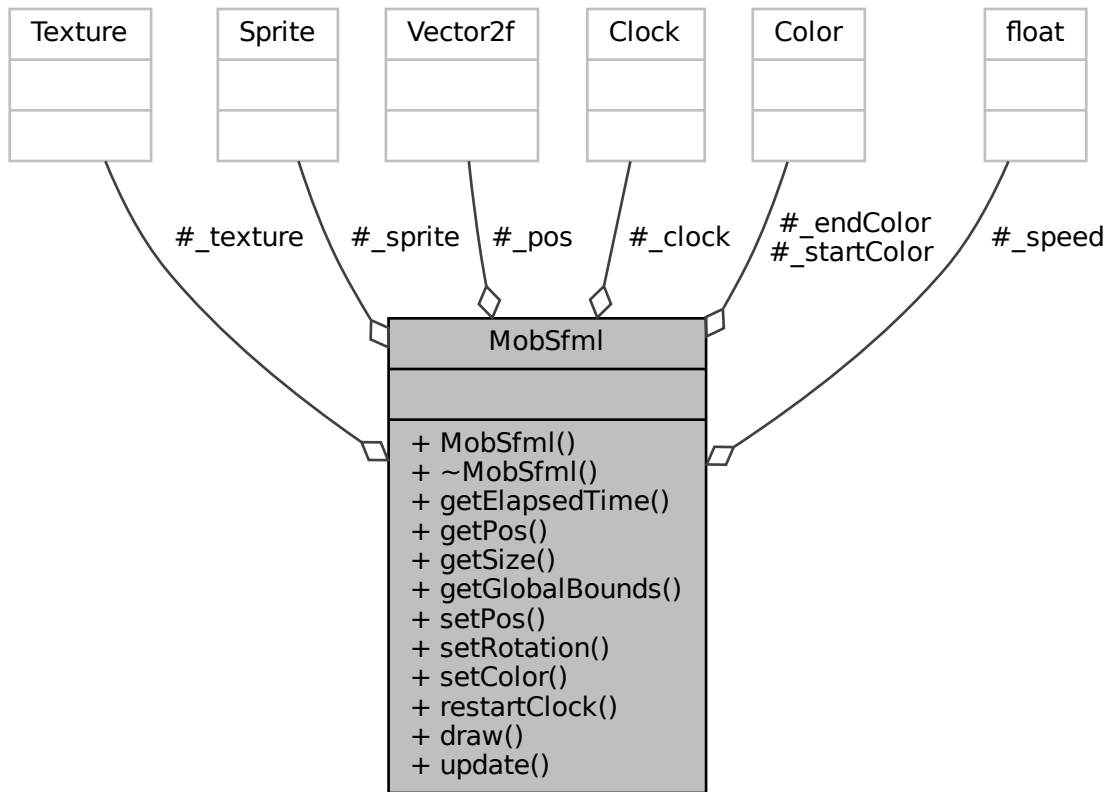 Texture
Sprite
Vector2f
Clock
Color
float
#_texture
#_sprite
#_pos
#_clock
#_endColor
#_startColor
#_speed
MobSfml
+ MobSfml()
+ ~MobSfml()
+ getElapsedTime()
+ getPos()
+ getSize()
+ getGlobalBounds()
+ setPos()
+ setRotation()
+ setColor()
+ restartClock()
+ draw()
+ update()